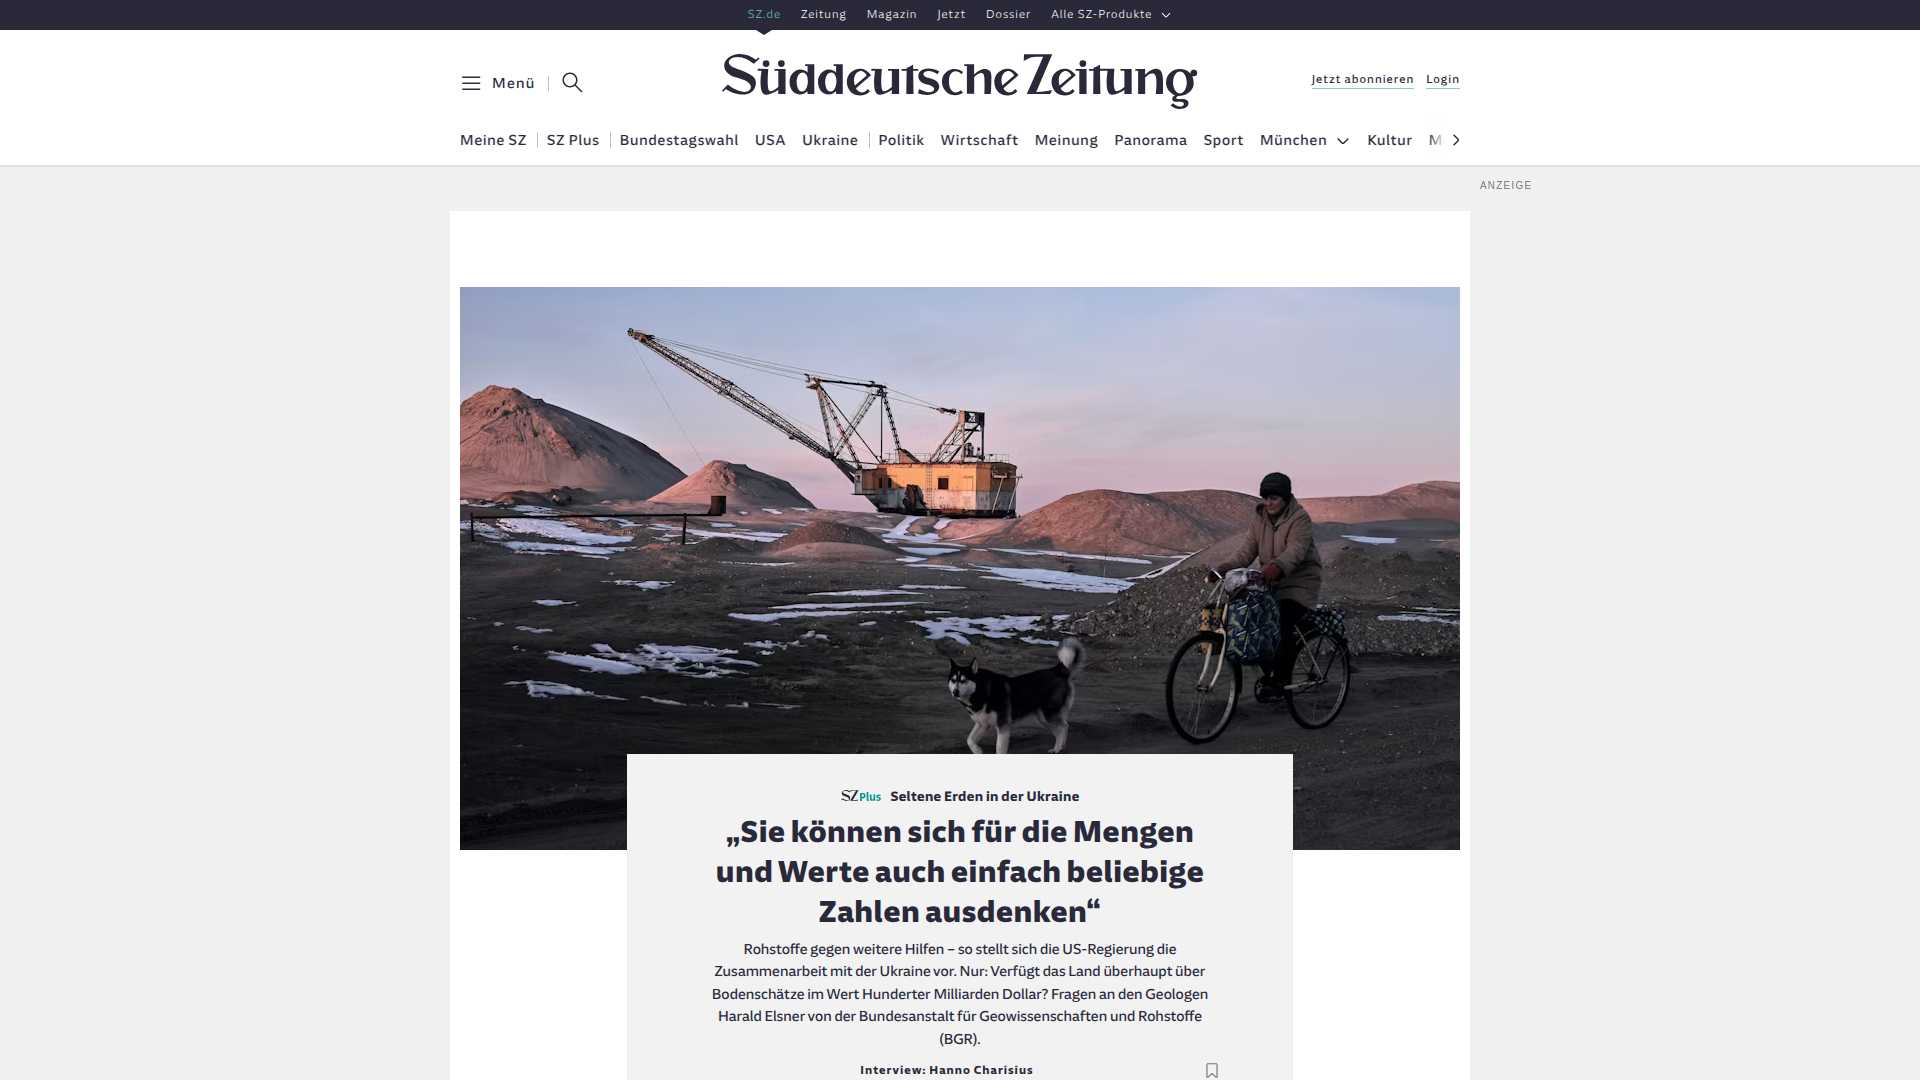 SZ.de Zeitung Magazin Jetzt Dossier Alle SZ-Produkte
Menü
Süddeutsche Zeitung
Jetzt abonnieren Login
Meine SZ SZ Plus Bundestagswahl USA Ukraine Politik Wirtschaft Meinung Panorama Sport München Kultur M
ANZEIGE
SZ Plus Seltene Erden in der Ukraine
„Sie können sich für die Mengen
und Werte auch einfach beliebige
Zahlen ausdenken“
Rohstoffe gegen weitere Hilfen – so stellt sich die US-Regierung die
Zusammenarbeit mit der Ukraine vor. Nur: Verfügt das Land überhaupt über
Bodenschätze im Wert Hunderter Milliarden Dollar? Fragen an den Geologen
Harald Elsner von der Bundesanstalt für Geowissenschaften und Rohstoffe
(BGR).
Interview: Hanno Charisius